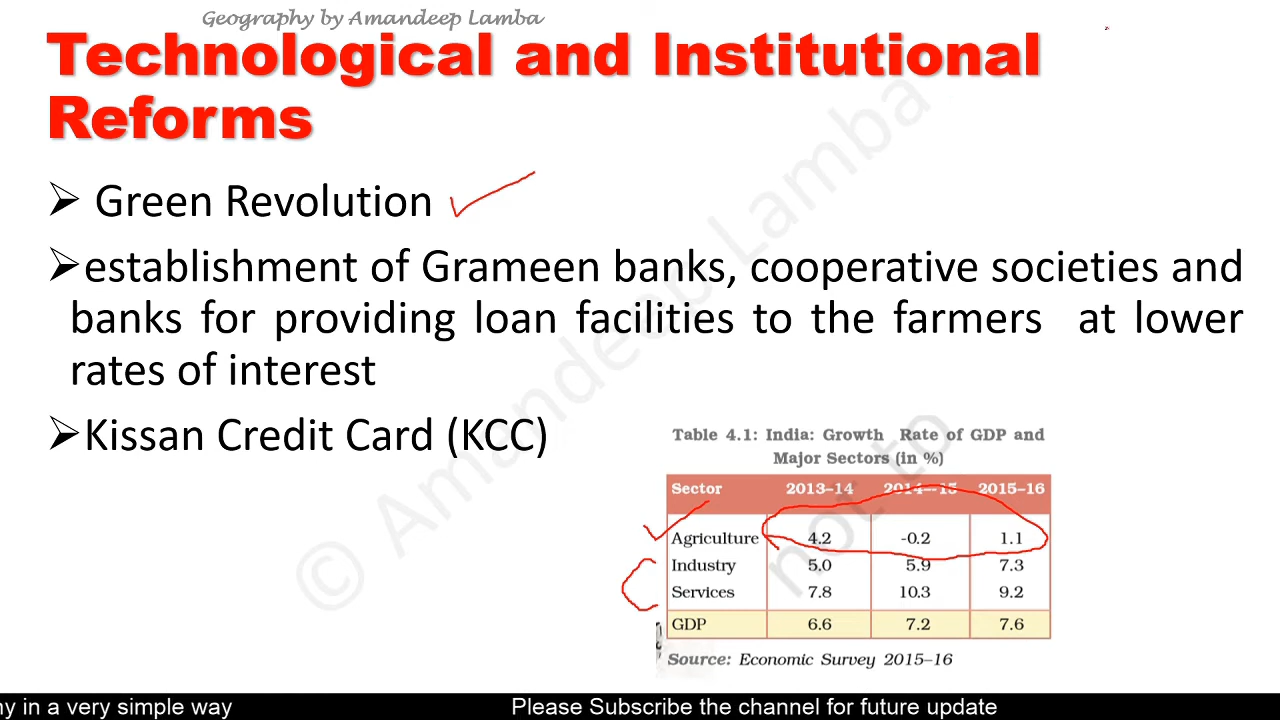 Geography by Amandeep Lamba
Technological and Institutional
Reforms
➢ Green Revolution
➢establishment of Grameen banks, cooperative societies and
banks for providing loan facilities to the farmers at lower
rates of interest
➢Kissan Credit Card (KCC)
Table 4.1: India: Growth Rate of GDP and
Major Sectors (in %)
Sector 2013–14 2014–15 2015–16
Agriculture 4.2 -0.2 1.1
Industry 5.0 5.9 7.3
Services 7.8 10.3 9.2
GDP 6.6 7.2 7.6
Source: Economic Survey 2015–16
© Amandeep Lamba
not to
ny in a very simple way Please Subscribe the channel for future update